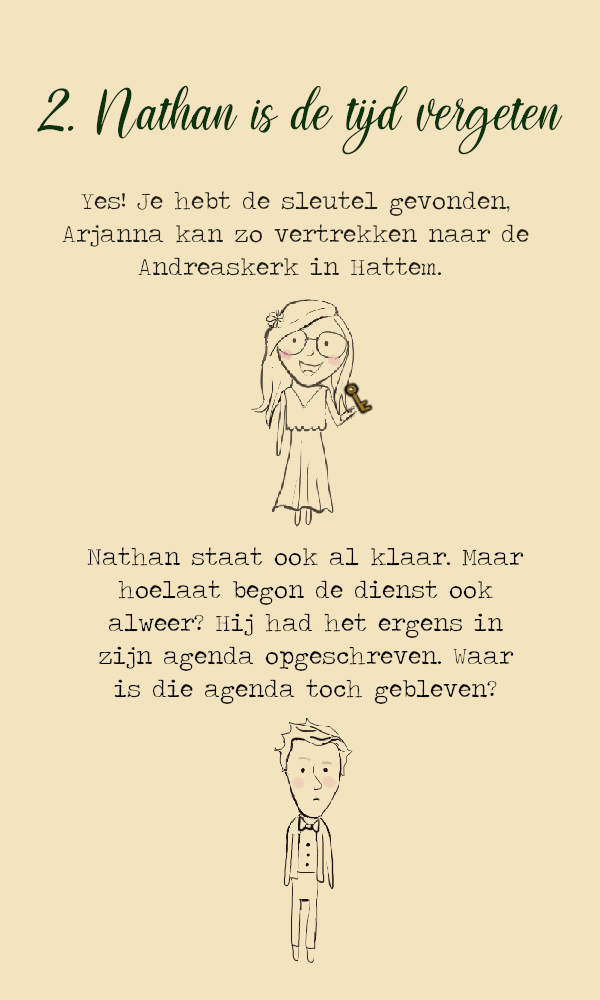 2. Nathan is de tijd vergeten
Yes! Je hebt de sleutel gevonden,
Arjanna kan zo vertrekken naar de
Andreaskerk in Hattem.
Nathan staat ook al klaar. Maar
hoelaat begon de dienst ook
alweer? Hij had het ergens in
zijn agenda opgeschreven. Waar
is die agenda toch gebleven?